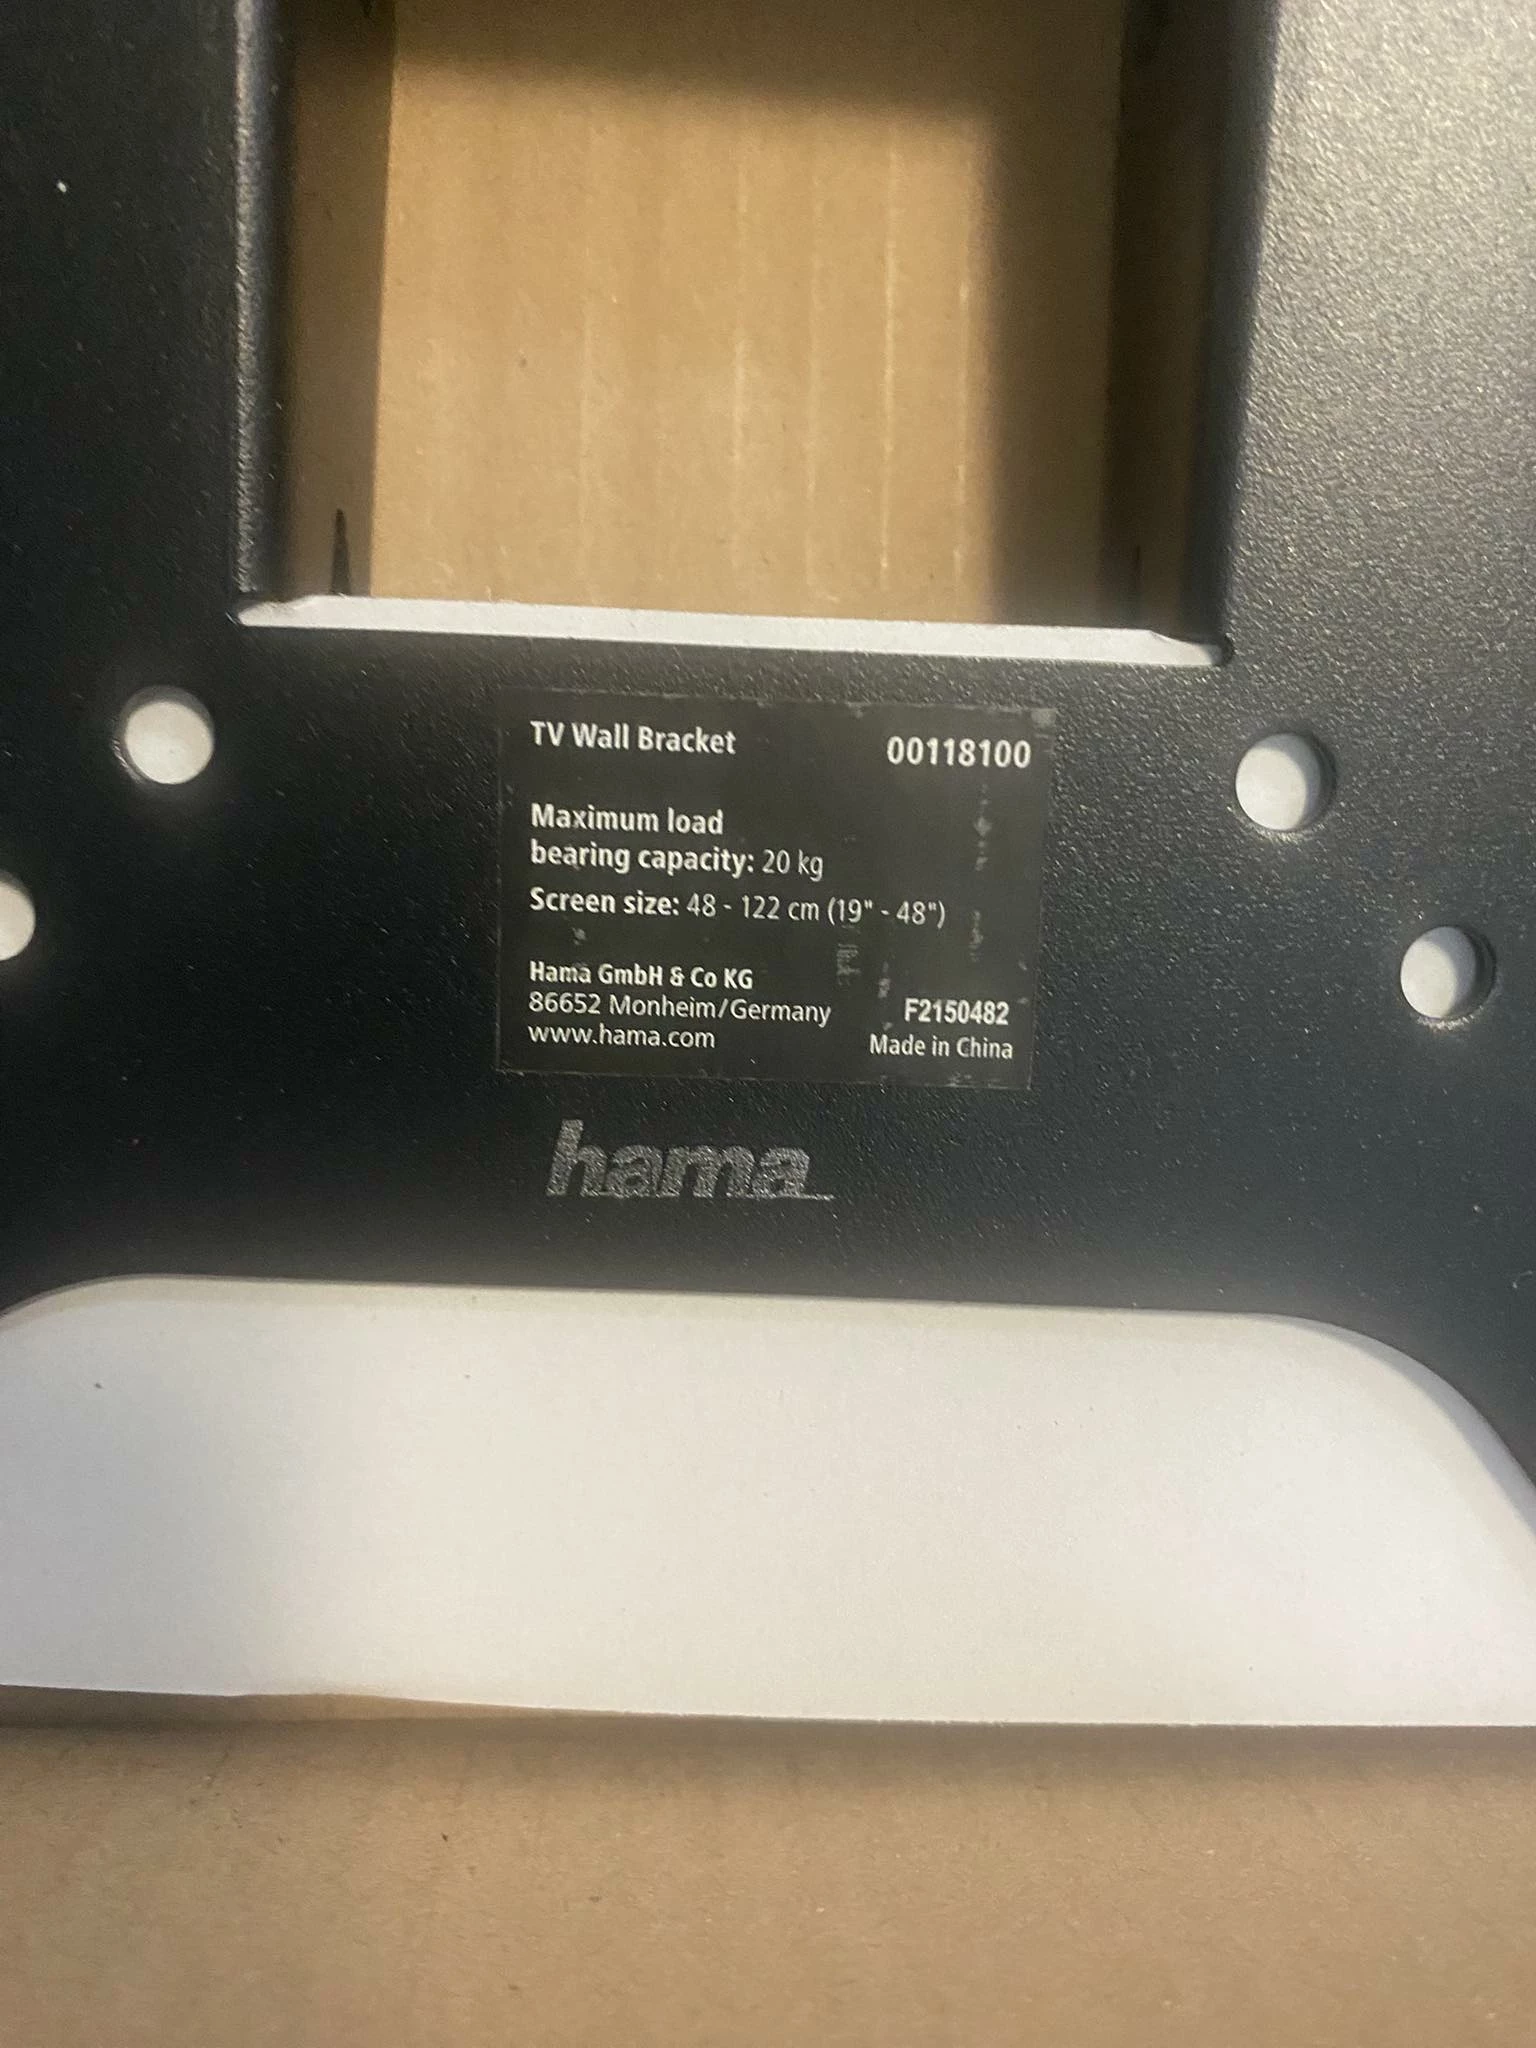 TV Wall Bracket 00118100
Maximum load
bearing capacity: 20 kg
Screen size: 48 - 122 cm (19" - 48")
Hama GmbH & Co KG
86652 Monheim/Germany F2150482
www.hama.com Made in China
hama